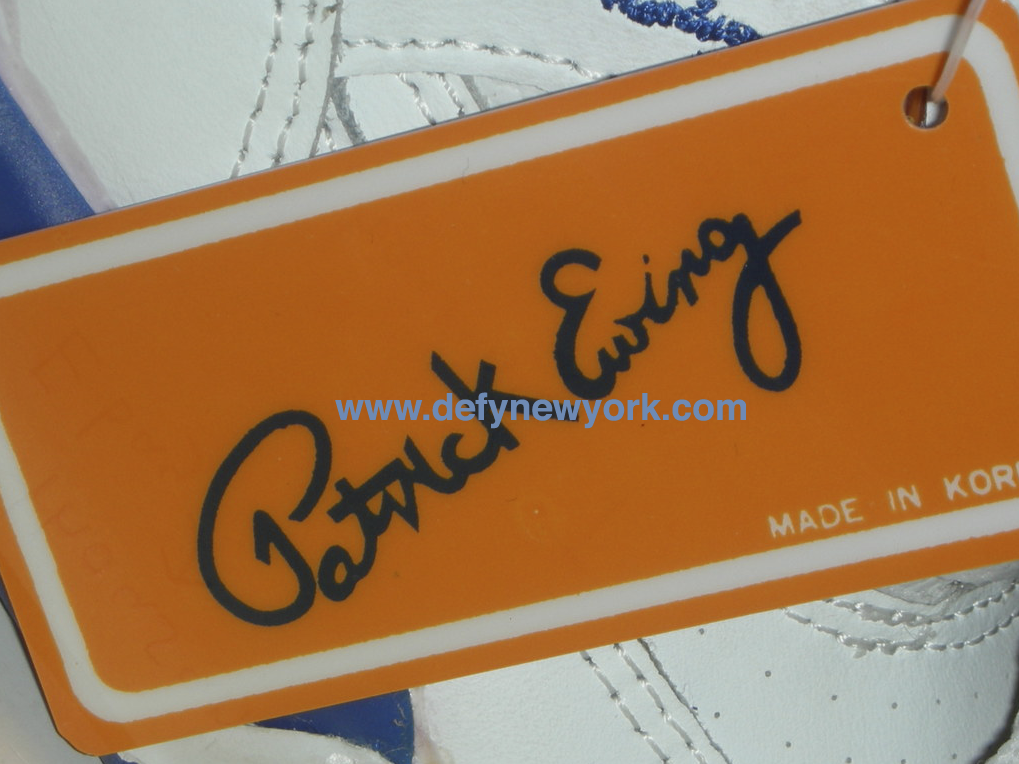 Patrick Ewing
www.defynewyork.com
MADE IN KOR